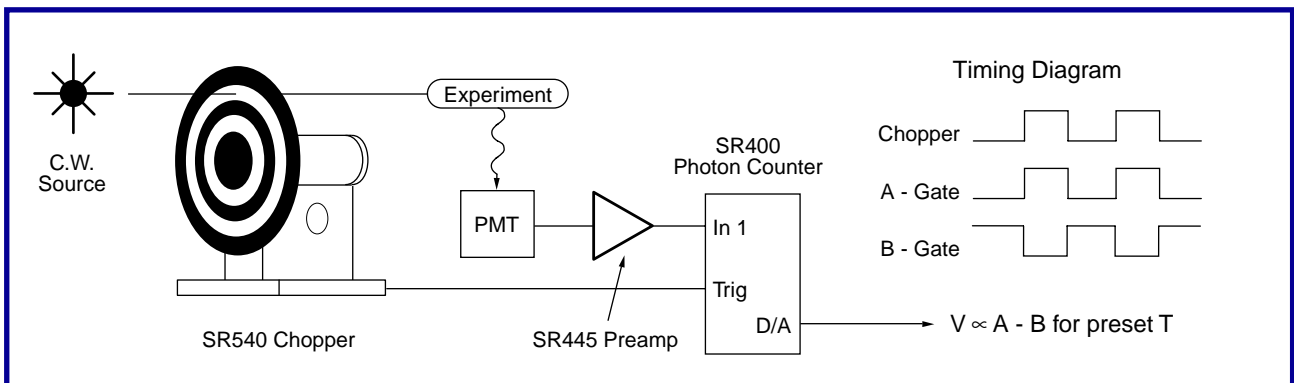 C.W.
Source
SR540 Chopper
Experiment
PMT
SR445 Preamp
SR400
Photon Counter
In 1
Trig
D/A
Timing Diagram
Chopper
A - Gate
B - Gate
V ∝ A - B for preset T